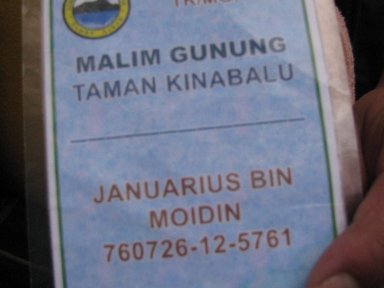 MALIM GUNUNG
TAMAN KINABALU
JANUARIUS BIN
MOIDIN
760726-12-5761